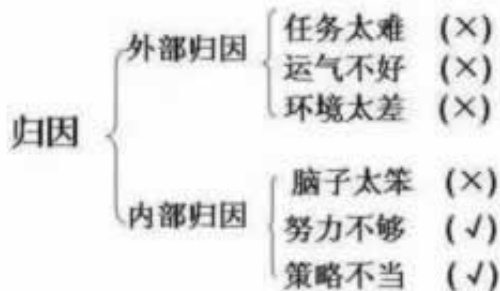 归因
外部归因
任务太难 (×)
运气不好 (×)
环境太差 (×)
内部归因
脑子太笨 (×)
努力不够 (√)
策略不当 (√)